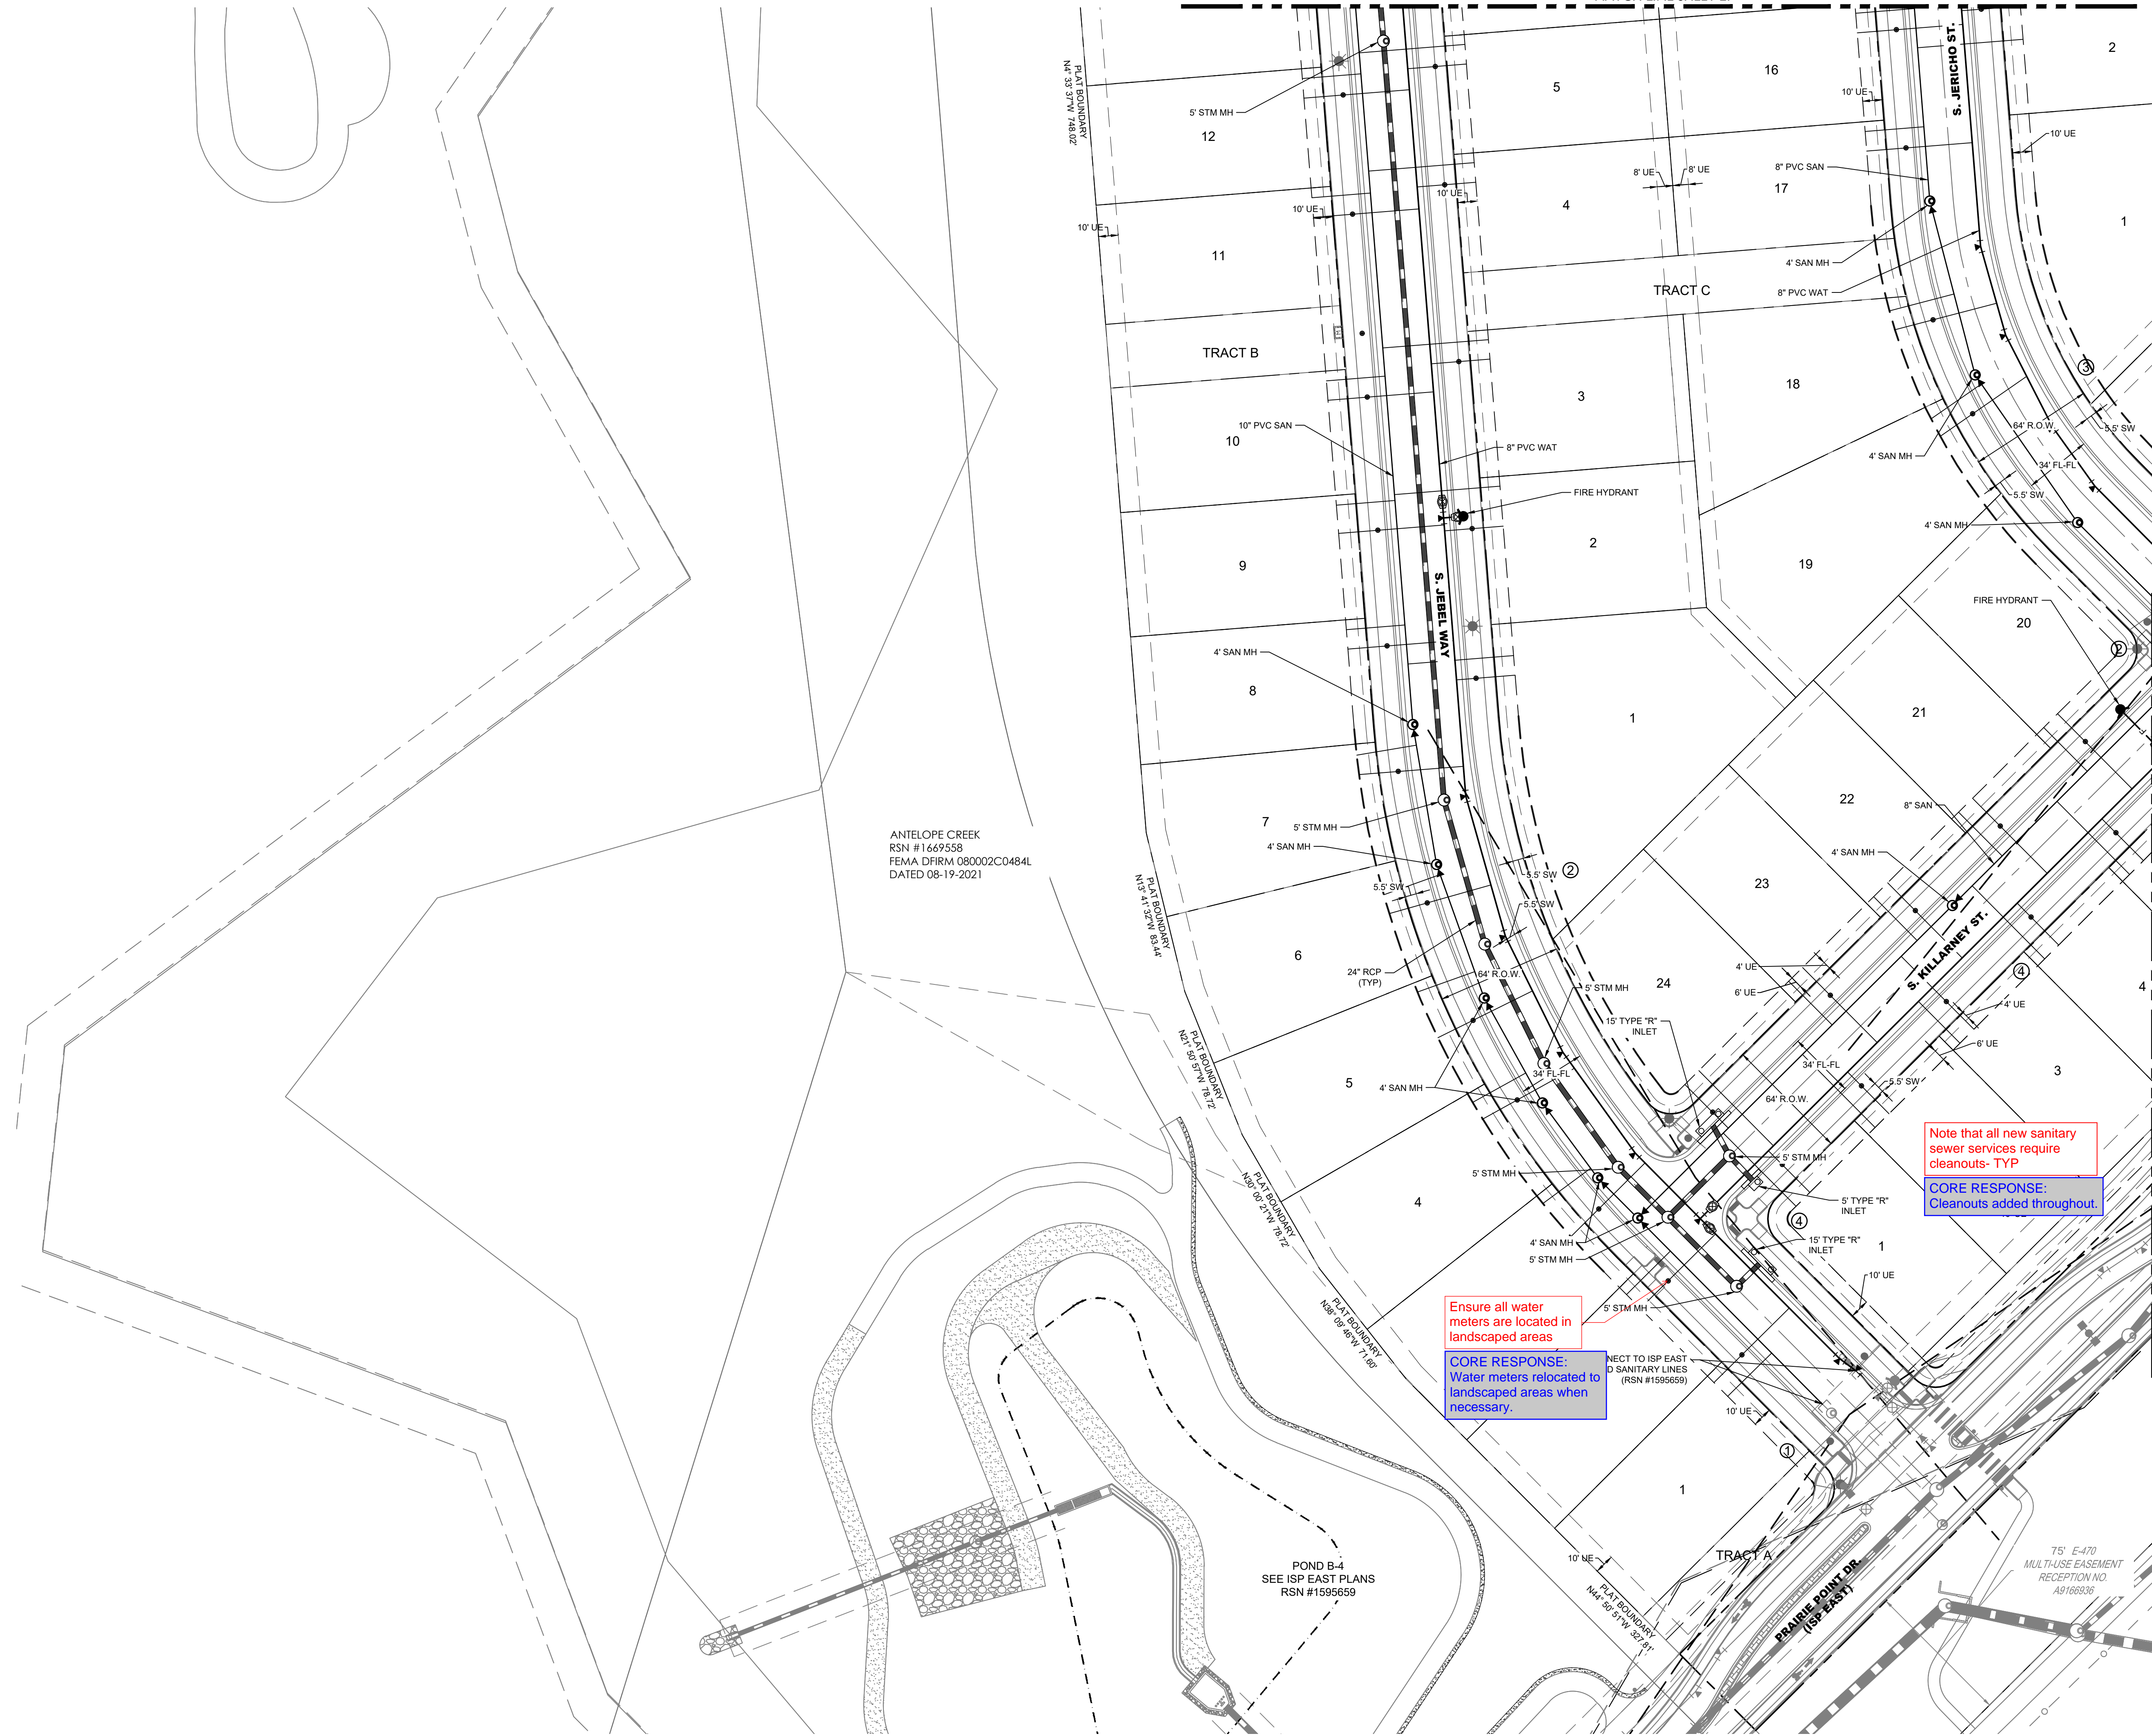 PLAT BOUNDARY
N4° 33' 37"W 748.02'
5' STM MH
12
10' UE
11
10' UE
10' UE
TRACT B
10" PVC SAN
10
9
4' SAN MH
8
7
5' STM MH
4' SAN MH
5.5' SW
6
24" RCP
(TYP)
5
4' SAN MH
5' STM MH
4
4' SAN MH
5' STM MH
5' STM MH
S. JEBEL WAY
5
4
3
2
1
16
17
TRACT C
18
19
20
21
22
23
24
8' UE
8' UE
10' UE
S. JERICHO ST.
2
10' UE
8" PVC SAN
1
4' SAN MH
8" PVC WAT
3
64' R.O.W.
5.5' SW
34' FL-FL
5.5' SW
4' SAN MH
4' SAN MH
8" PVC WAT
FIRE HYDRANT
FIRE HYDRANT
2
8" SAN
4' SAN MH
S. KILLARNEY ST.
4' UE
6' UE
4
4
4' UE
6' UE
3
34' FL-FL
5.5' SW
64' R.O.W.
5.5' SW
2
5.5' SW
64' R.O.W.
5' STM MH
15' TYPE "R"
INLET
34' FL-FL
5' STM MH
5' TYPE "R"
INLET
4
15' TYPE "R"
INLET
1
10' UE
Note that all new sanitary
sewer services require
cleanouts- TYP
CORE RESPONSE:
Cleanouts added throughout.
Ensure all water
meters are located in
landscaped areas
CORE RESPONSE:
Water meters relocated to
landscaped areas when
necessary.
NECT TO ISP EAST
D SANITARY LINES
(RSN #1595659)
10' UE
1
1
10' UE
TRACT A
PRAIRIE POINT DR.
(ISP EAST)
75' E-470
MULTI-USE EASEMENT
RECEPTION NO.
A9166936
ANTELOPE CREEK
RSN #1669558
FEMA DFIRM 080002C0484L
DATED 08-19-2021
PLAT BOUNDARY
N13° 41' 32"W 83.44'
PLAT BOUNDARY
N21° 50' 57"W 78.72'
PLAT BOUNDARY
N30° 00' 21"W 78.72'
PLAT BOUNDARY
N38° 09' 46"W 71.60'
PLAT BOUNDARY
N44° 50' 51"W 327.81'
POND B-4
SEE ISP EAST PLANS
RSN #1595659